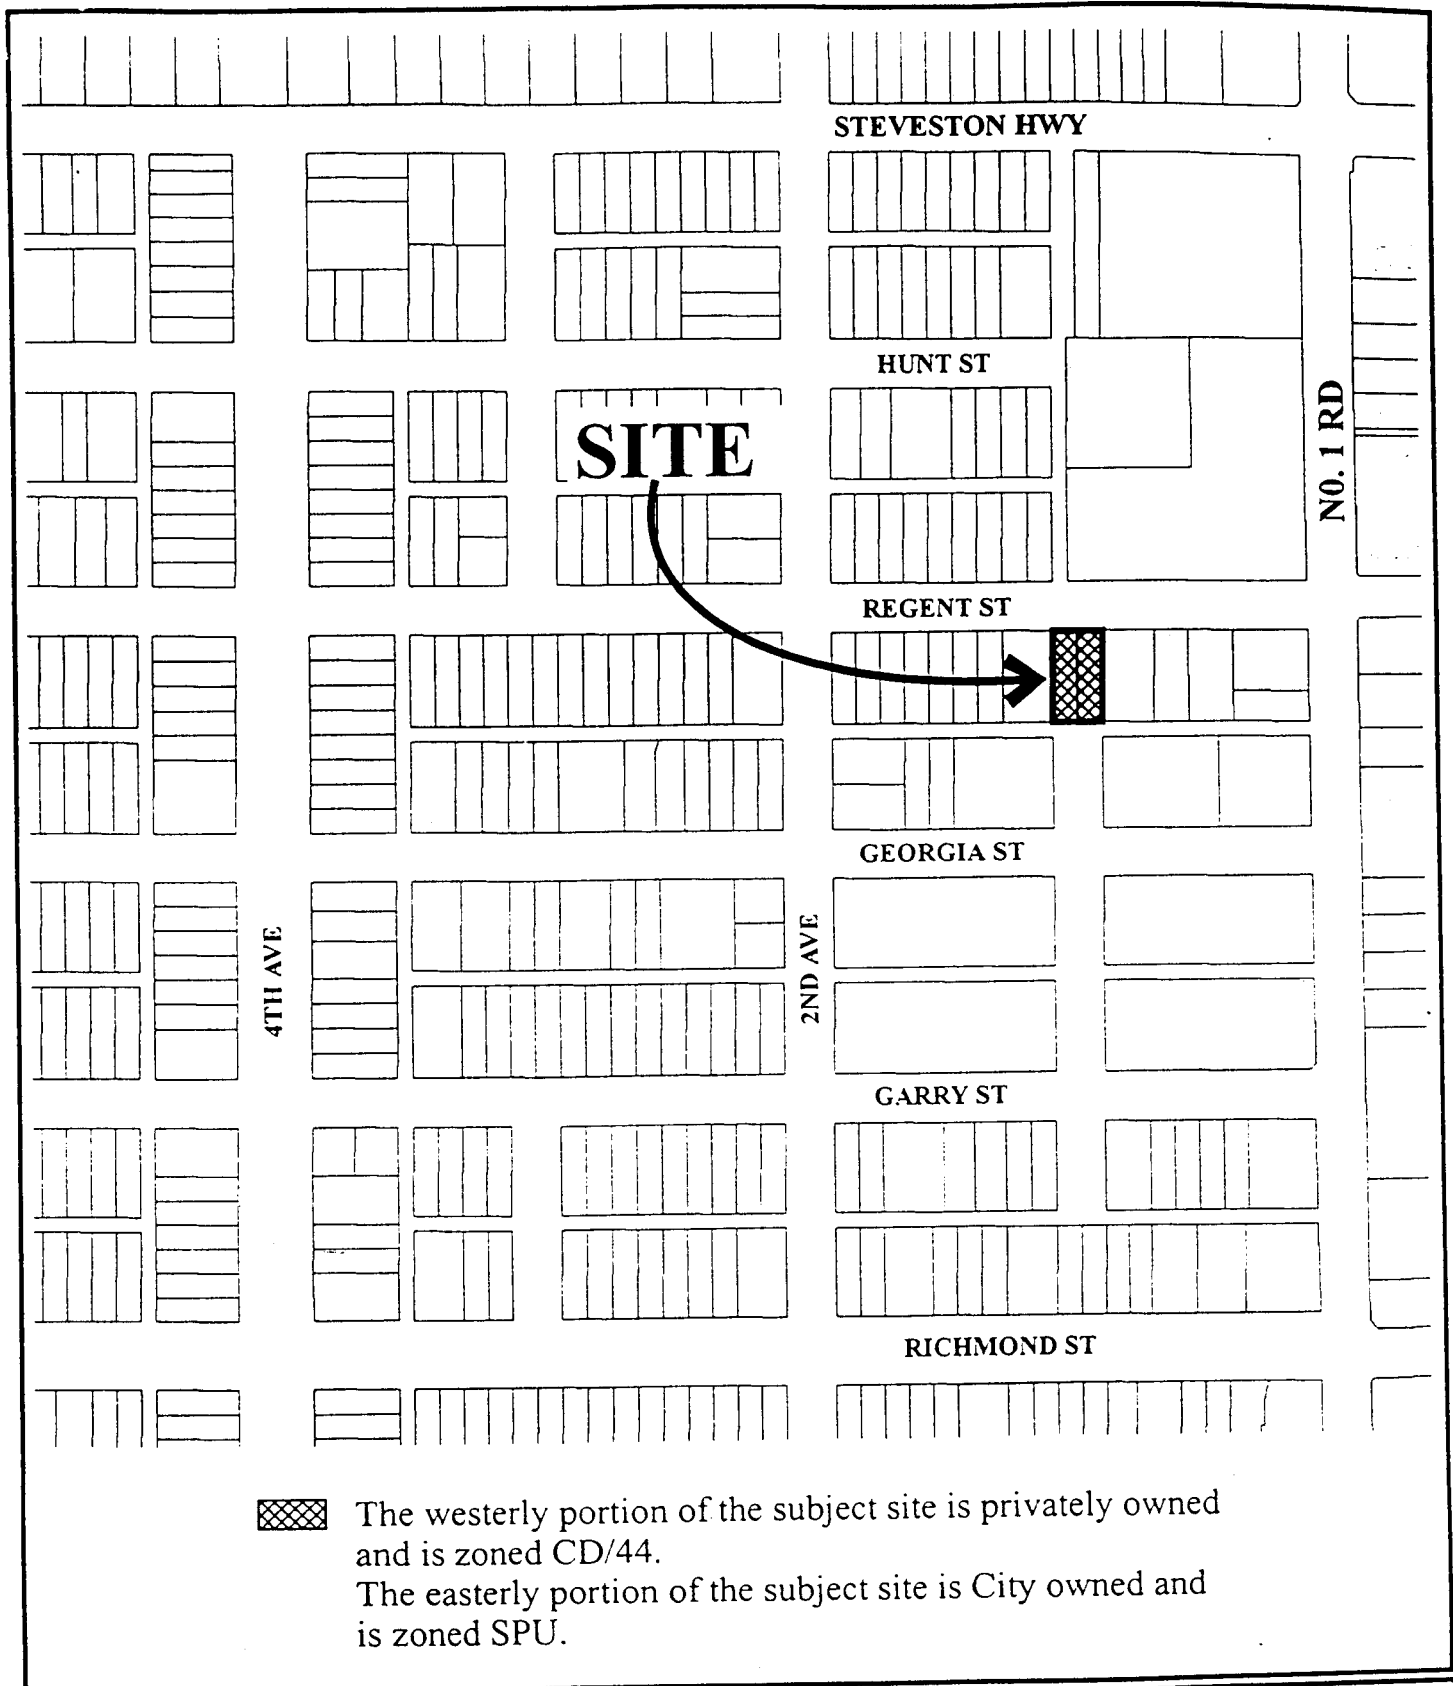 STEVESTON HWY
HUNT ST
SITE
NO. 1 RD
REGENT ST
GEORGIA ST
4TH AVE
2ND AVE
GARRY ST
RICHMOND ST
The westerly portion of the subject site is privately owned
and is zoned CD/44.
The easterly portion of the subject site is City owned and
is zoned SPU.